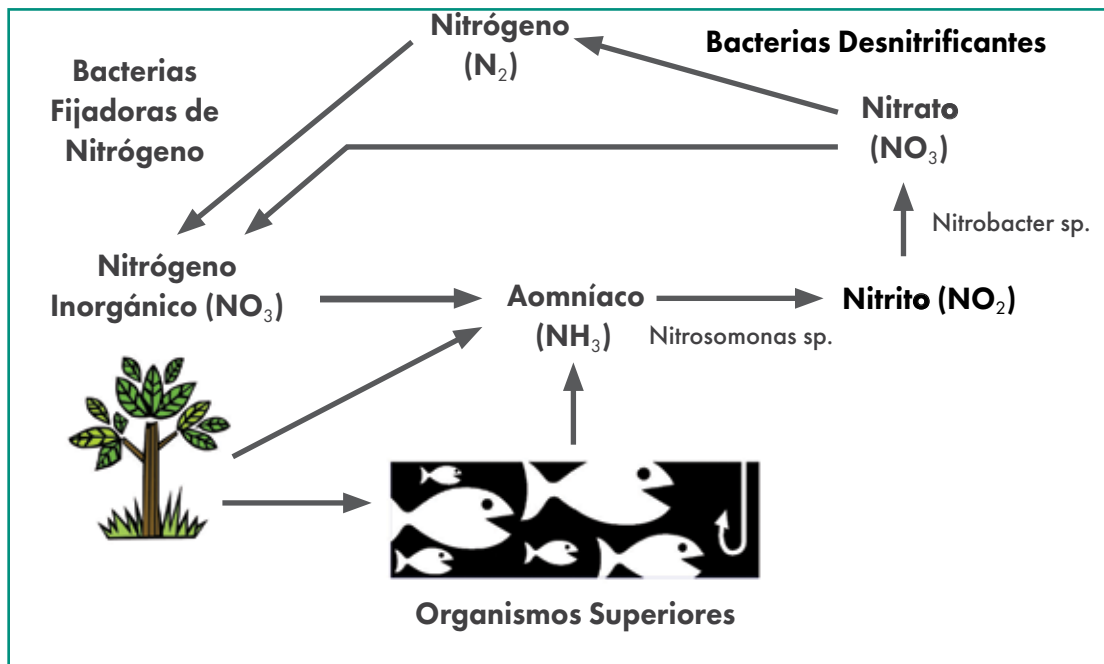 Nitrógeno
(N₂)
Bacterias Desnitrificantes
Bacterias
Fijadoras de
Nitrógeno
Nitrato
(NO₃)
Nitrobacter sp.
Nitrógeno
Inorgánico (NO₃)
Aomníaco
(NH₃)
Nitrosomonas sp.
Nitrito (NO₂)
Organismos Superiores